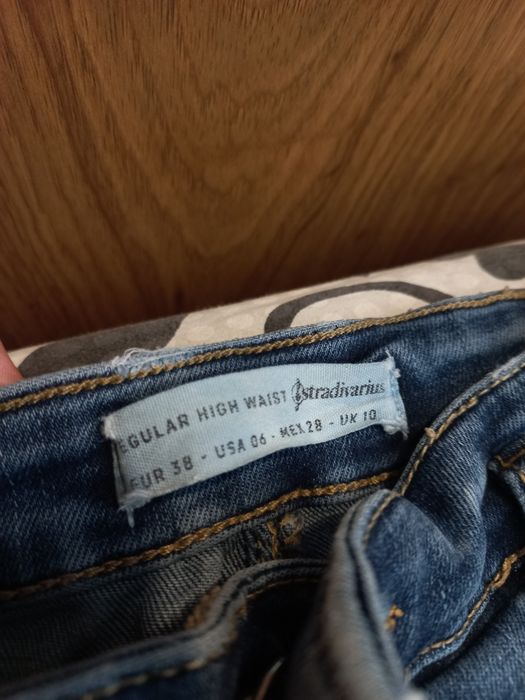 REGULAR HIGH WAIST stradivarius
EUR 38 - USA 06 - MEX 28 - UK 10